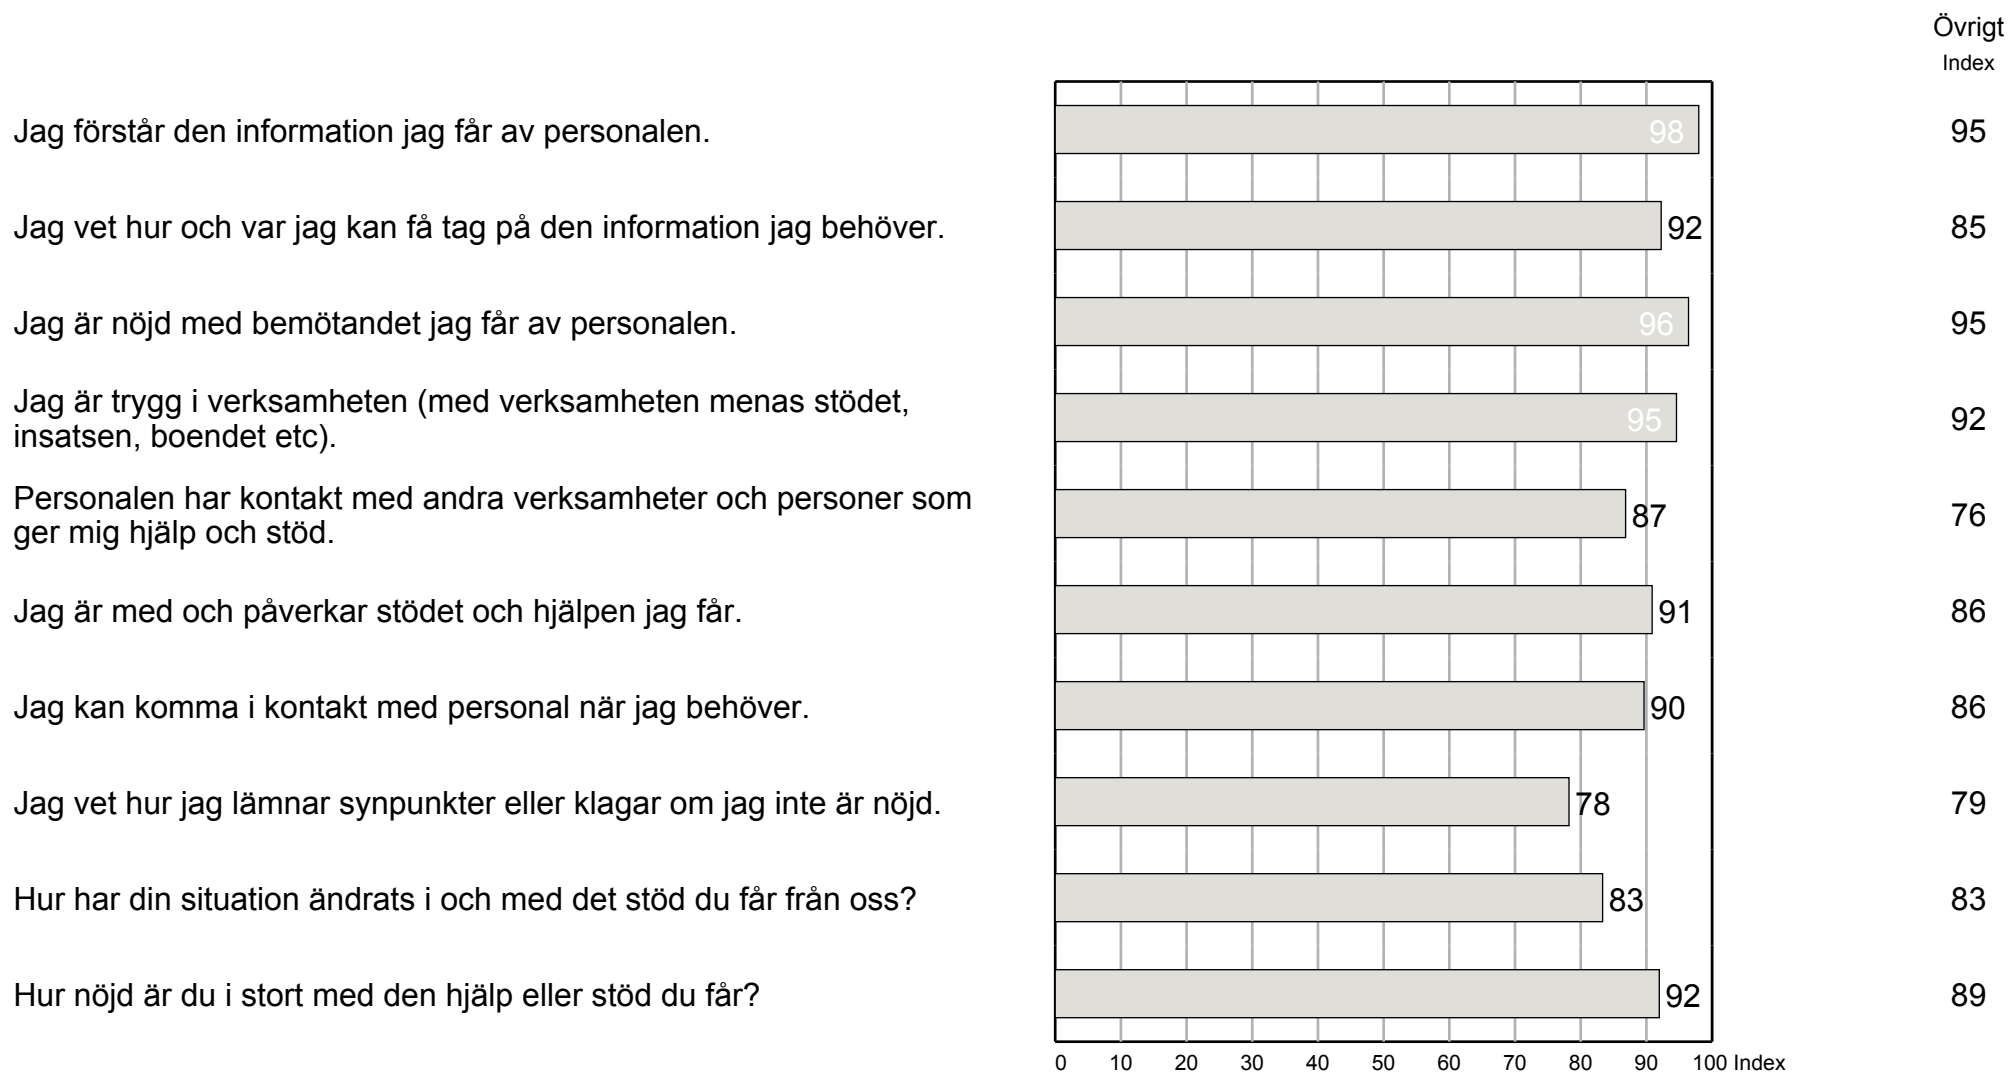 Övrigt
Index
Jag förstår den information jag får av personalen. 98 95
Jag vet hur och var jag kan få tag på den information jag behöver. 92 85
Jag är nöjd med bemötandet jag får av personalen. 96 95
Jag är trygg i verksamheten (med verksamheten menas stödet,
insatsen, boendet etc). 95 92
Personalen har kontakt med andra verksamheter och personer som
ger mig hjälp och stöd. 87 76
Jag är med och påverkar stödet och hjälpen jag får. 91 86
Jag kan komma i kontakt med personal när jag behöver. 90 86
Jag vet hur jag lämnar synpunkter eller klagar om jag inte är nöjd. 78 79
Hur har din situation ändrats i och med det stöd du får från oss? 83 83
Hur nöjd är du i stort med den hjälp eller stöd du får? 92 89
0 10 20 30 40 50 60 70 80 90 100 Index